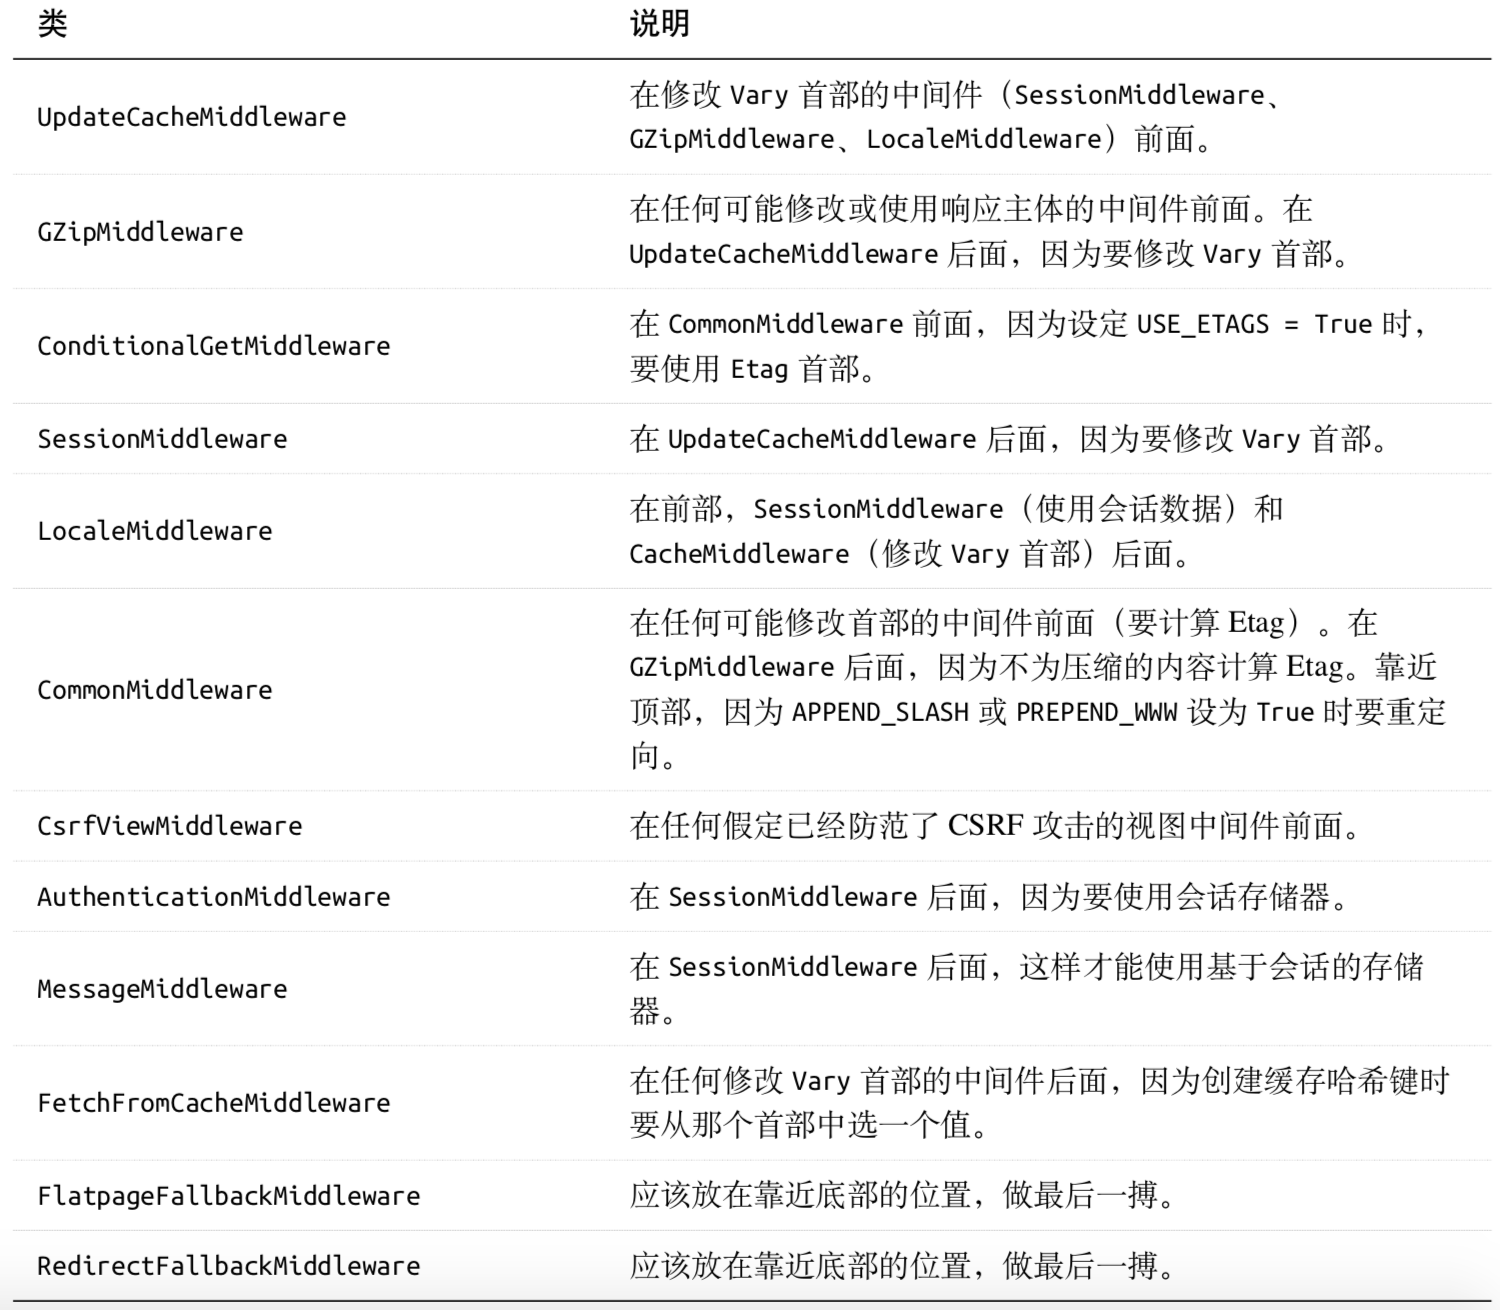 类 说明
UpdateCacheMiddleware 在修改 Vary 首部的中间件（SessionMiddleware、
GZipMiddleware、LocaleMiddleware）前面。
GZipMiddleware 在任何可能修改或使用响应主体的中间件前面。在
UpdateCacheMiddleware 后面，因为要修改 Vary 首部。
ConditionalGetMiddleware 在 CommonMiddleware 前面，因为设定 USE_ETAGS = True 时，
要使用 Etag 首部。
SessionMiddleware 在 UpdateCacheMiddleware 后面，因为要修改 Vary 首部。
LocaleMiddleware 在前部，SessionMiddleware（使用会话数据）和
CacheMiddleware（修改 Vary 首部）后面。
CommonMiddleware 在任何可能修改首部的中间件前面（要计算 Etag）。在
GZipMiddleware 后面，因为不为压缩的内容计算 Etag。靠近
顶部，因为 APPEND_SLASH 或 PREPEND_WWW 设为 True 时要重定
向。
CsrfViewMiddleware 在任何假定已经防范了 CSRF 攻击的视图中间件前面。
AuthenticationMiddleware 在 SessionMiddleware 后面，因为要使用会话存储器。
MessageMiddleware 在 SessionMiddleware 后面，这样才能使用基于会话的存储
器。
FetchFromCacheMiddleware 在任何修改 Vary 首部的中间件后面，因为创建缓存哈希键时
要从那个首部中选一个值。
FlatpageFallbackMiddleware 应该放在靠近底部的位置，做最后一搏。
RedirectFallbackMiddleware 应该放在靠近底部的位置，做最后一搏。